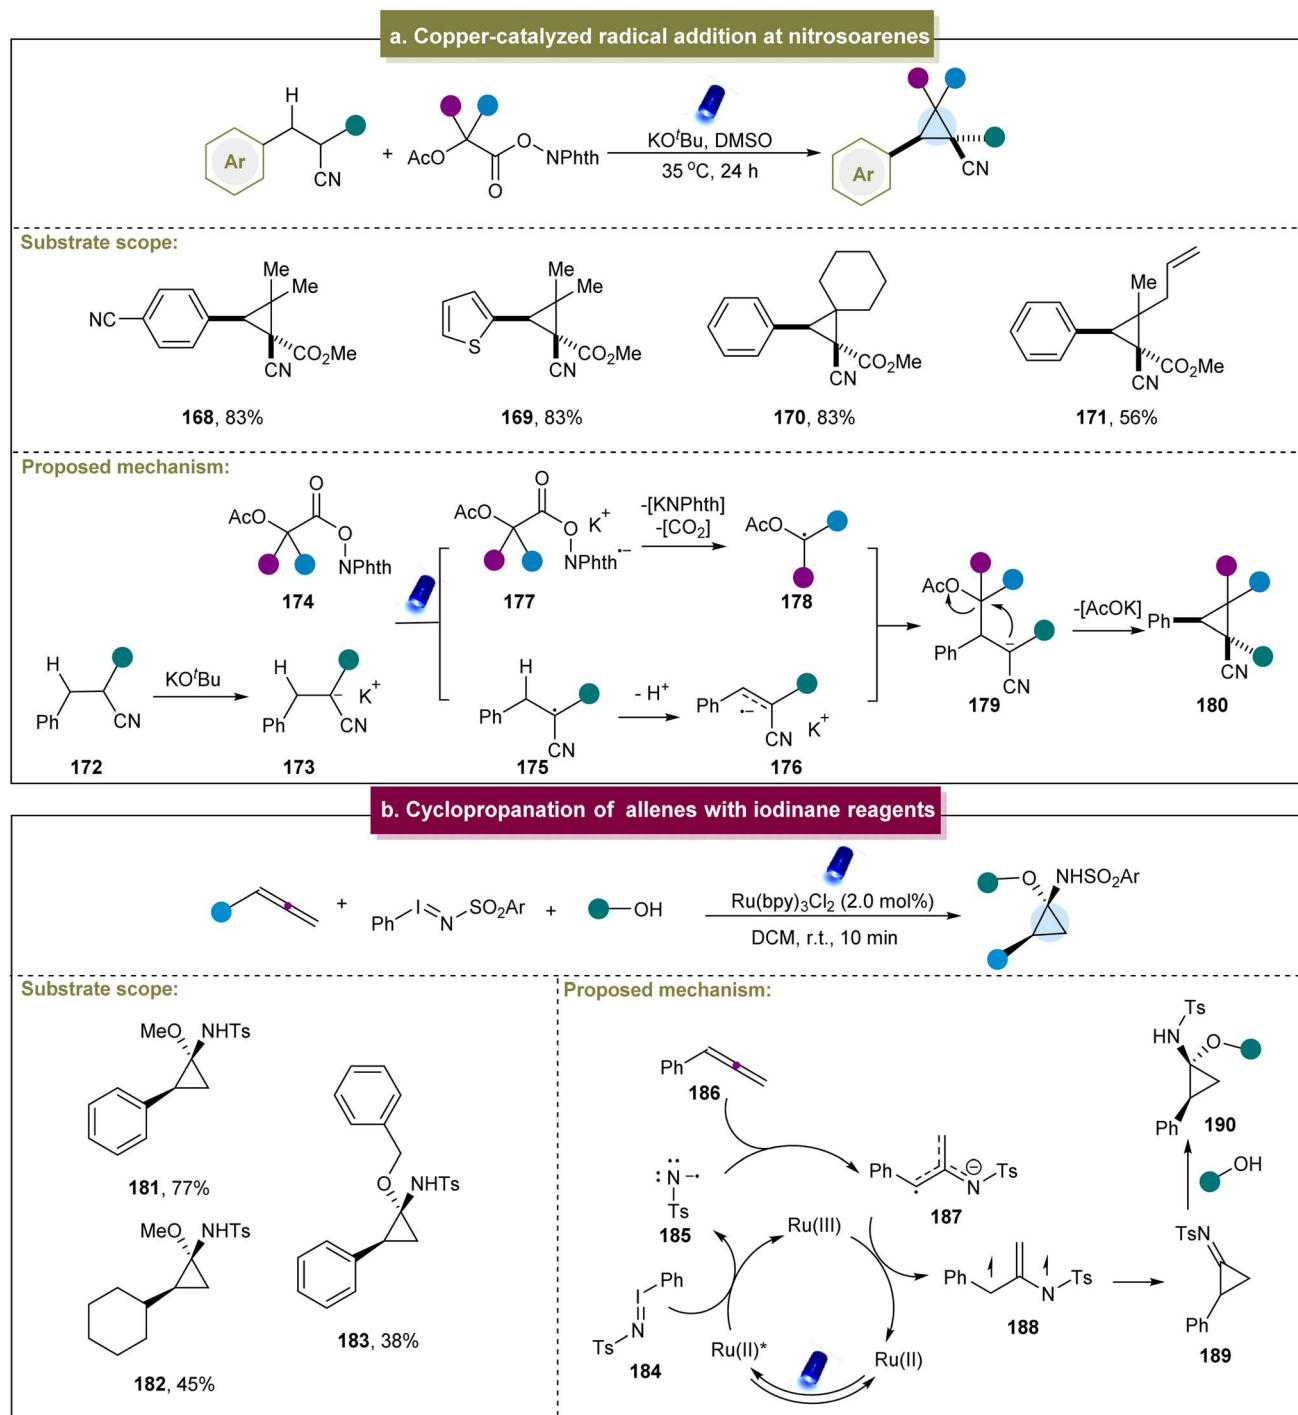 a. Copper-catalyzed radical addition at nitrosoarenes
H
Ar
CN
+
AcO
O
O
NPhth
KOᵗBu, DMSO
35 °C, 24 h
Ar
CN
Substrate scope:
NC
Me
Me
CO₂Me
CN
168, 83%
S
Me
Me
CO₂Me
CN
169, 83%
CO₂Me
CN
170, 83%
Me
CO₂Me
CN
171, 56%
Proposed mechanism:
AcO
O
O
NPhth
174
AcO
O
O
NPhth•−
K⁺
177
-[KNPhth]
-[CO₂]
AcO
•
178
H
Ph
CN
172
KOᵗBu
H
Ph
−
K⁺
CN
173
H
Ph
•
CN
175
- H⁺
Ph
•−
CN
K⁺
176
AcO
Ph
−
CN
179
-[AcOK]
Ph
CN
180
b. Cyclopropanation of allenes with iodinane reagents
+
Ph
I
N
SO₂Ar
+
OH
Ru(bpy)₃Cl₂ (2.0 mol%)
DCM, r.t., 10 min
O
NHSO₂Ar
Substrate scope:
MeO
NHTs
181, 77%
MeO
NHTs
182, 45%
O
NHTs
183, 38%
Proposed mechanism:
Ph
186
N
Ts
185
Ph
I
N
Ts
184
Ru(III)
Ru(II)*
Ru(II)
Ph
•
N
−
Ts
187
Ph
N
Ts
188
TsN
Ph
189
OH
Ts
HN
O
Ph
190